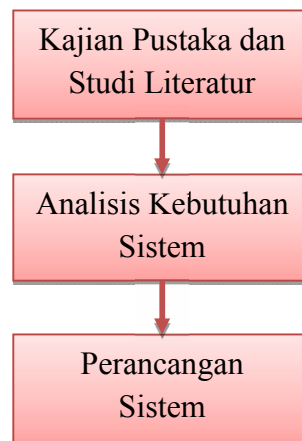 Kajian Pustaka dan
Studi Literatur
Analisis Kebutuhan
Sistem
Perancangan
Sistem